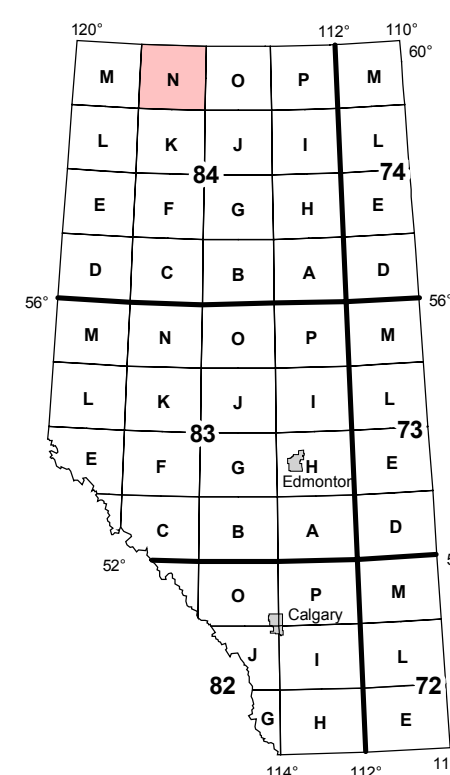 120° 112° 110°
60°
M N O P M
L K J I L
84 74
E F G H E
D C B A D
56° 56°
M N O P M
L K J I L
83 73
E F G H E
Edmonton
C B A D
52°
O P M
Calgary
J I L
82 72
G H E
114° 112°